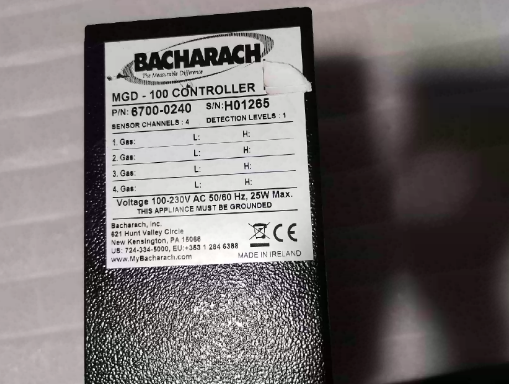 BACHARACH
The Measurable Difference
MGD - 100 CONTROLLER
P/N: 6700-0240 S/N: H01265
SENSOR CHANNELS : 4 DETECTION LEVELS : 1
1. Gas: L: H:
2. Gas: L: H:
3. Gas: L: H:
4. Gas: L: H:
Voltage 100-230V AC 50/60 Hz, 25W Max.
THIS APPLIANCE MUST BE GROUNDED
Bacharach, Inc.
621 Hunt Valley Circle
New Kensington, PA 15068
US: 724-334-5000, EU:+353 1 284 6388
www.MyBacharach.com
CE
MADE IN IRELAND